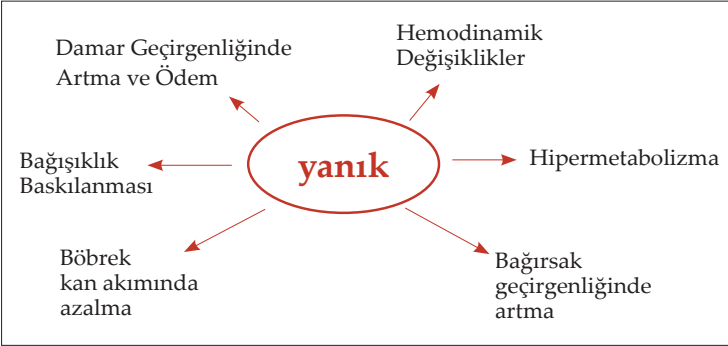 Damar Geçirgenliğinde
Artma ve Ödem
Hemodinamik
Değişiklikler
Bağışıklık
Baskılanması
yanık
Hipermetabolizma
Böbrek
kan akımında
azalma
Bağırsak
geçirgenliğinde
artma